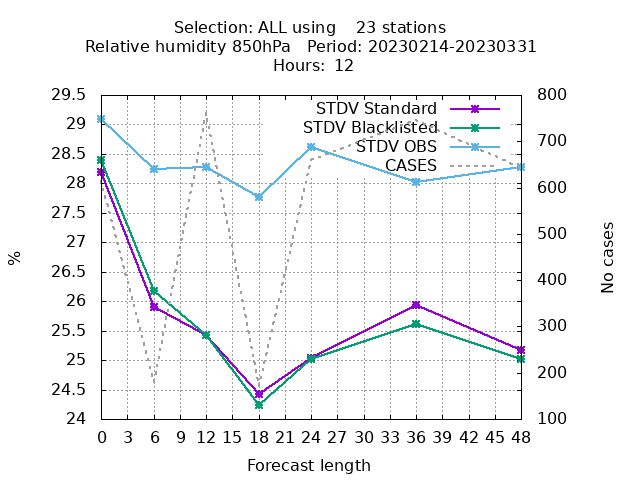 Selection: ALL using    23 stations
Relative humidity 850hPa   Period: 20230214-20230331
Hours:  12
STDV Standard
STDV Blacklisted
STDV OBS
CASES
29.5
29
28.5
28
27.5
27
26.5
26
25.5
25
24.5
24
800
700
600
500
400
300
200
100
%
No cases
0 3 6 9 12 15 18 21 24 27 30 33 36 39 42 45 48
Forecast length